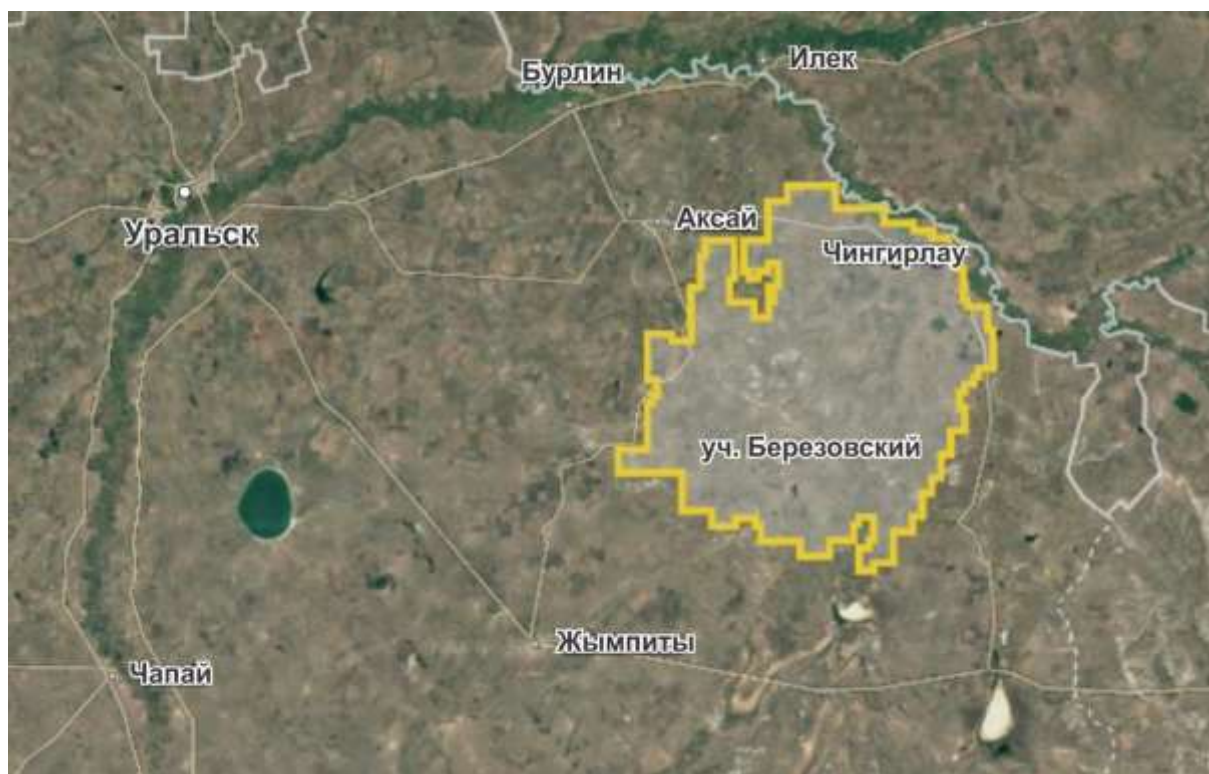 Илек
Бурлин
Аксай
Уральск
Чингирлау
уч. Березовский
Жымпиты
Чапай